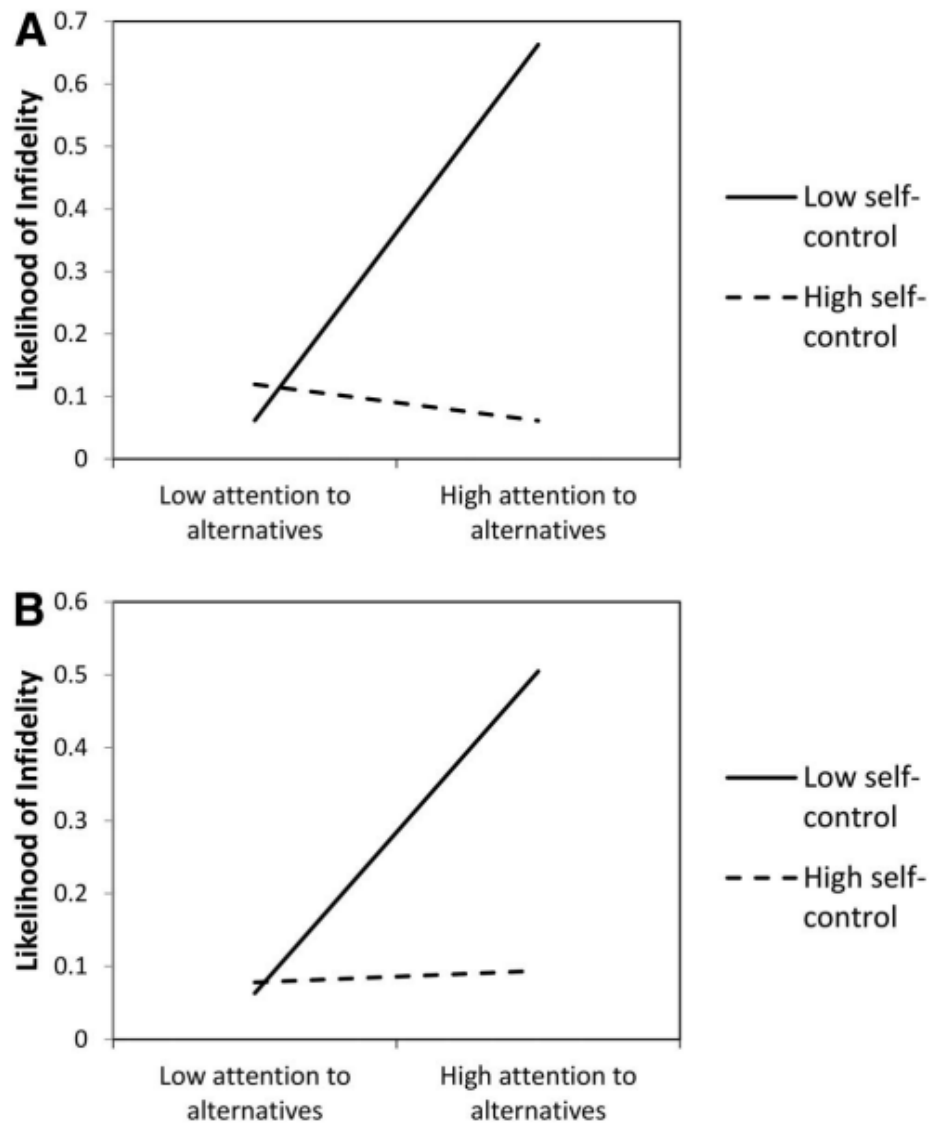 A
Likelihood of Infidelity
0.7
0.6
0.5
0.4
0.3
0.2
0.1
0
Low attention to
alternatives
High attention to
alternatives
Low self-
control
High self-
control
B
Likelihood of Infidelity
0.6
0.5
0.4
0.3
0.2
0.1
0
Low attention to
alternatives
High attention to
alternatives
Low self-
control
High self-
control